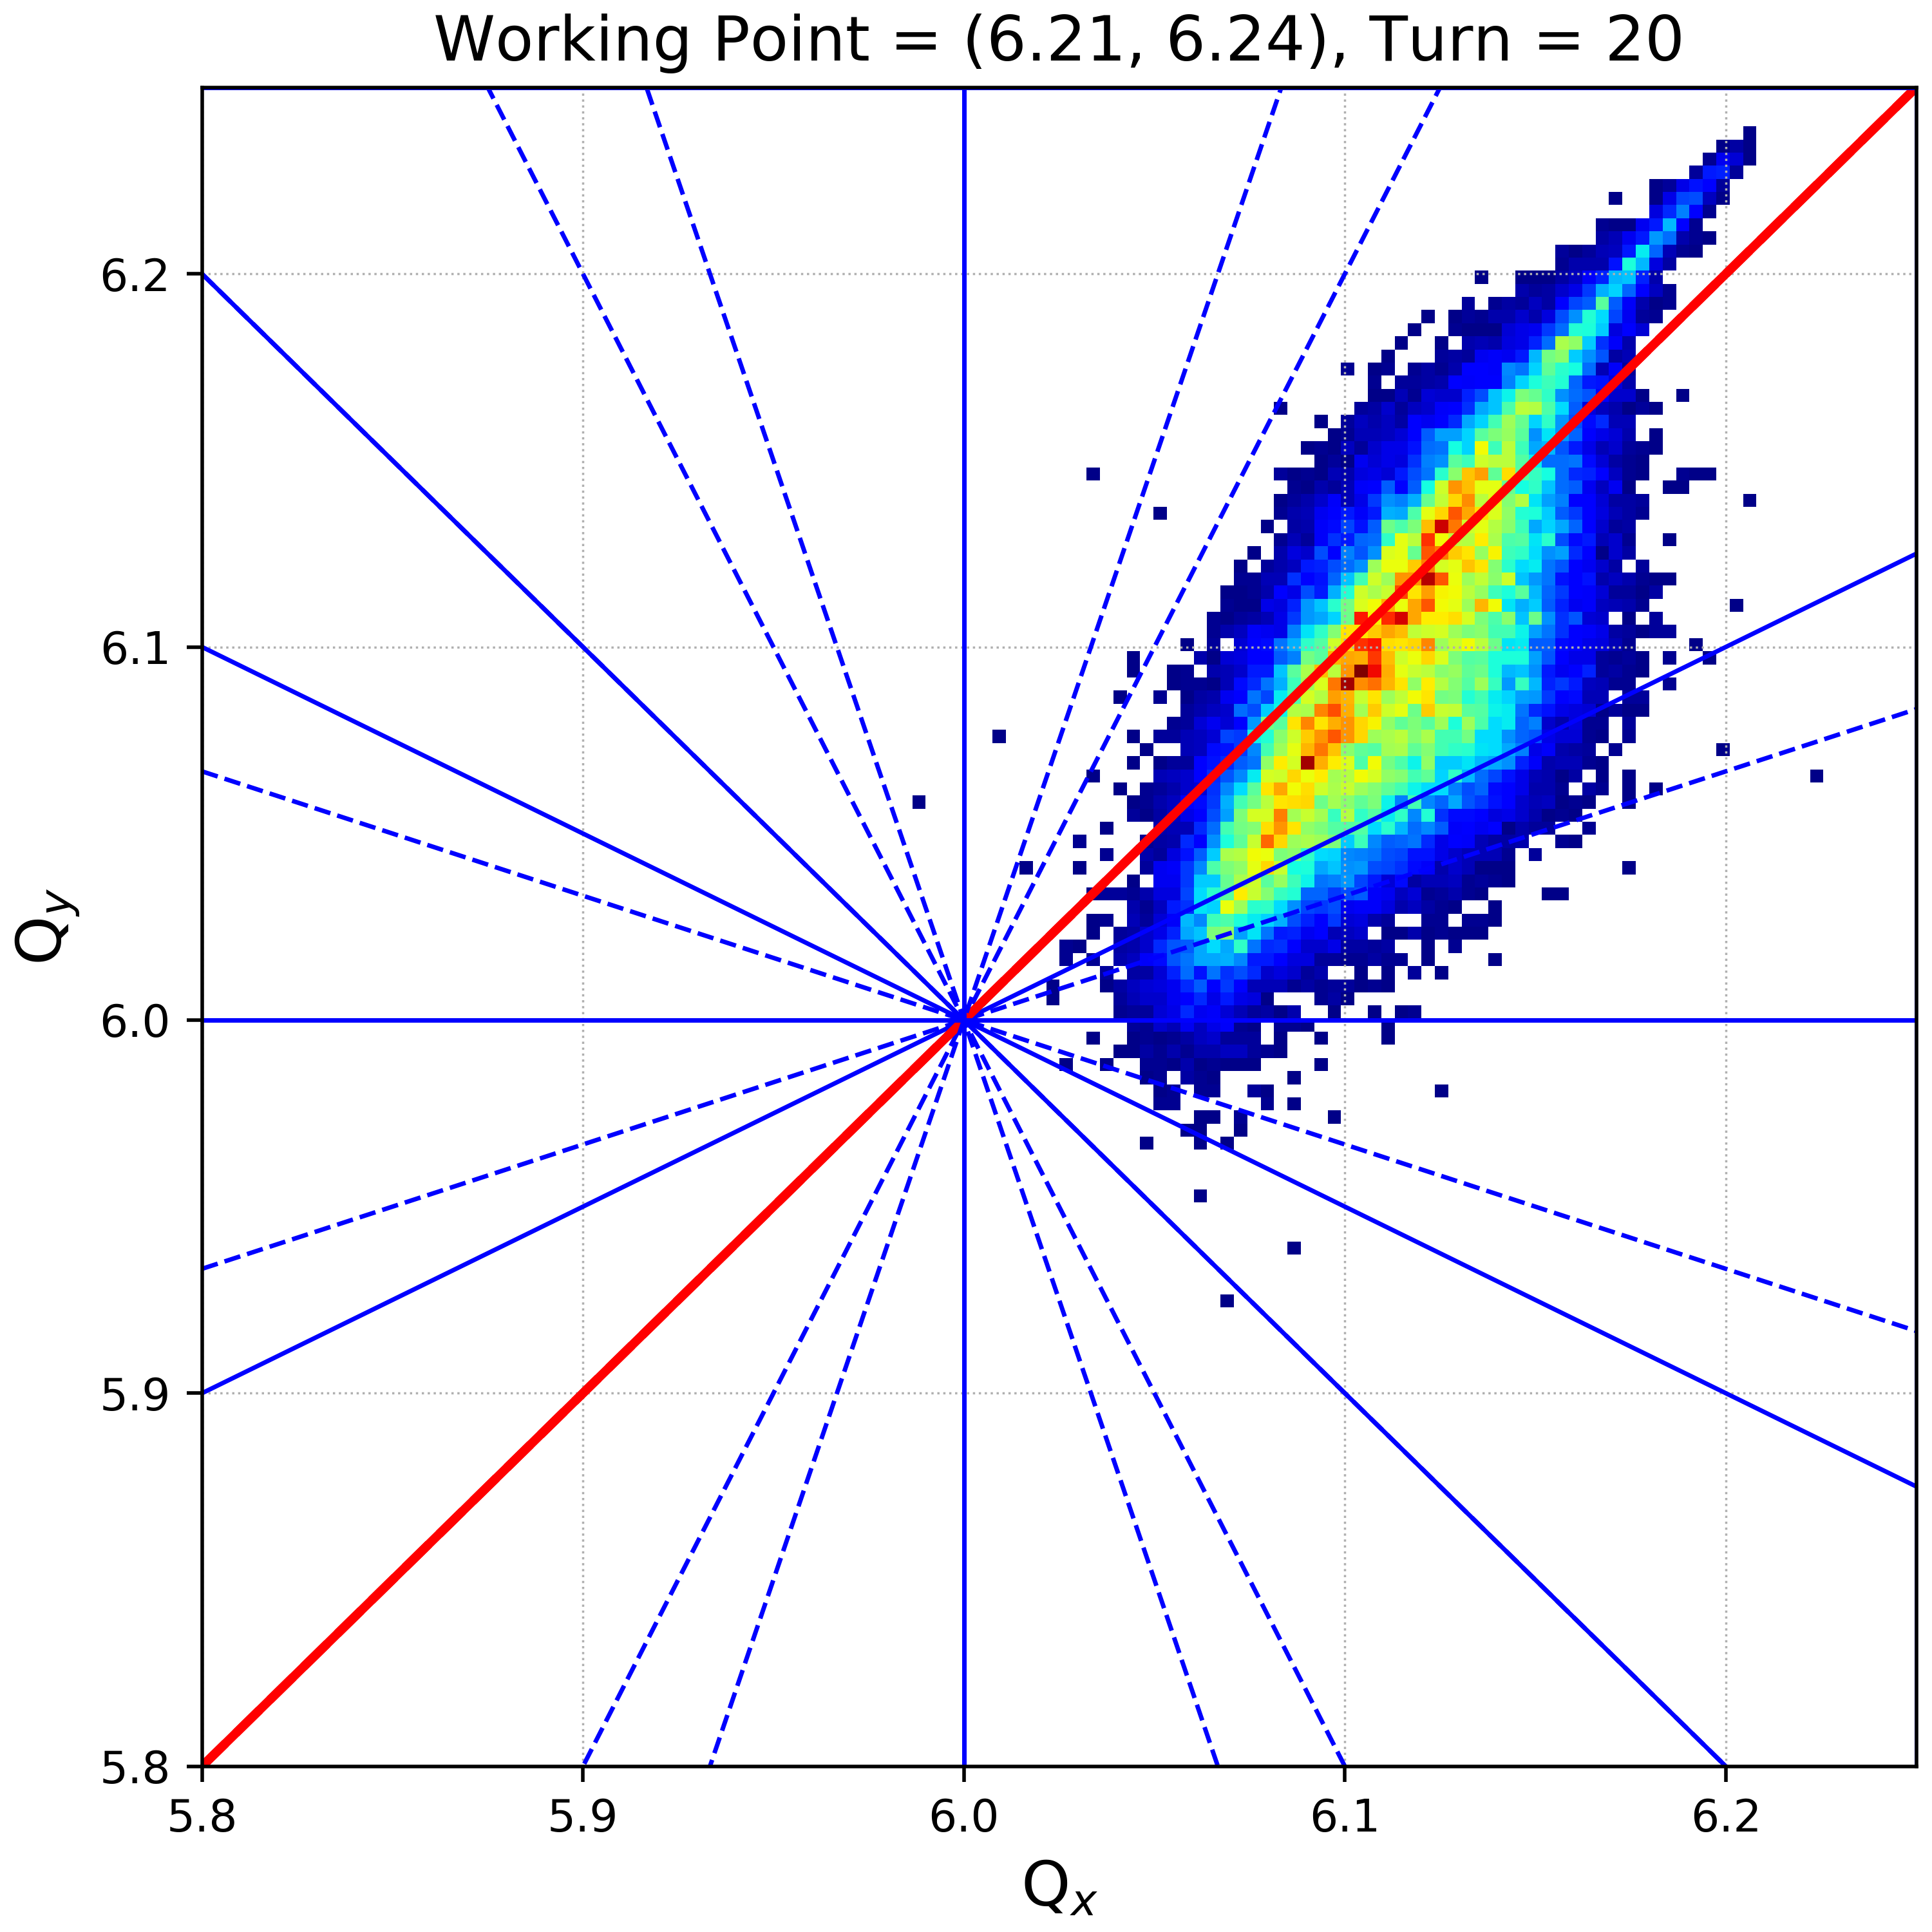 Working Point = (6.21, 6.24), Turn = 20
6.2
6.1
6.0
5.9
5.8
Qy
5.8 5.9 6.0 6.1 6.2
Qx